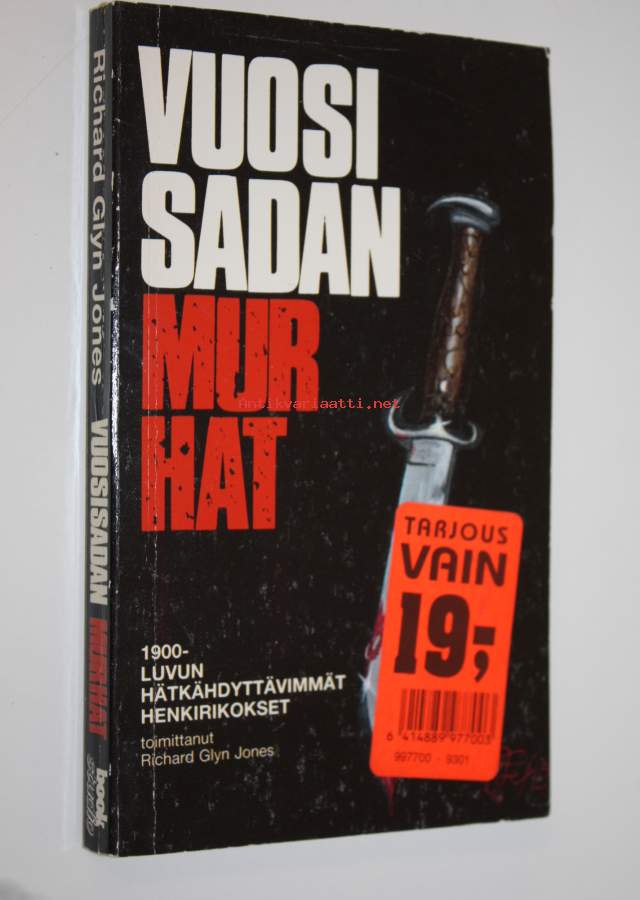 VUOSI
SADAN
MUR
HAT
Antikvariaatti.net
1900-
LUVUN
HÄTKÄHDYTTÄVIMMÄT
HENKIRIKOKSET
toimittanut
Richard Glyn Jones
TARJOUS
VAIN
19,-
6 414889 977003
997700 - 9301
Richard Glyn Jones VUOSISADAN MURHAT
book
studio